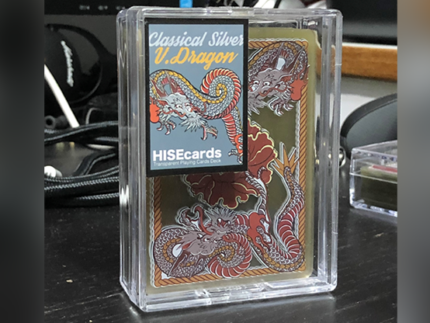 Classical Silver
V.Dragon
HISEcards
Transparent Playing Cards Deck